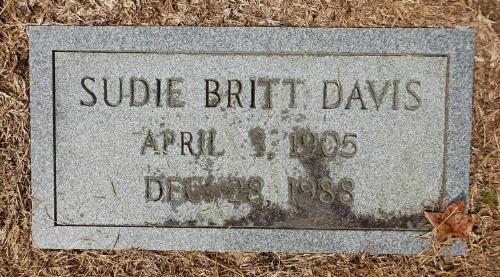 SUDIE BRITT DAVIS
APRIL 1905
DEC. 28, 1988